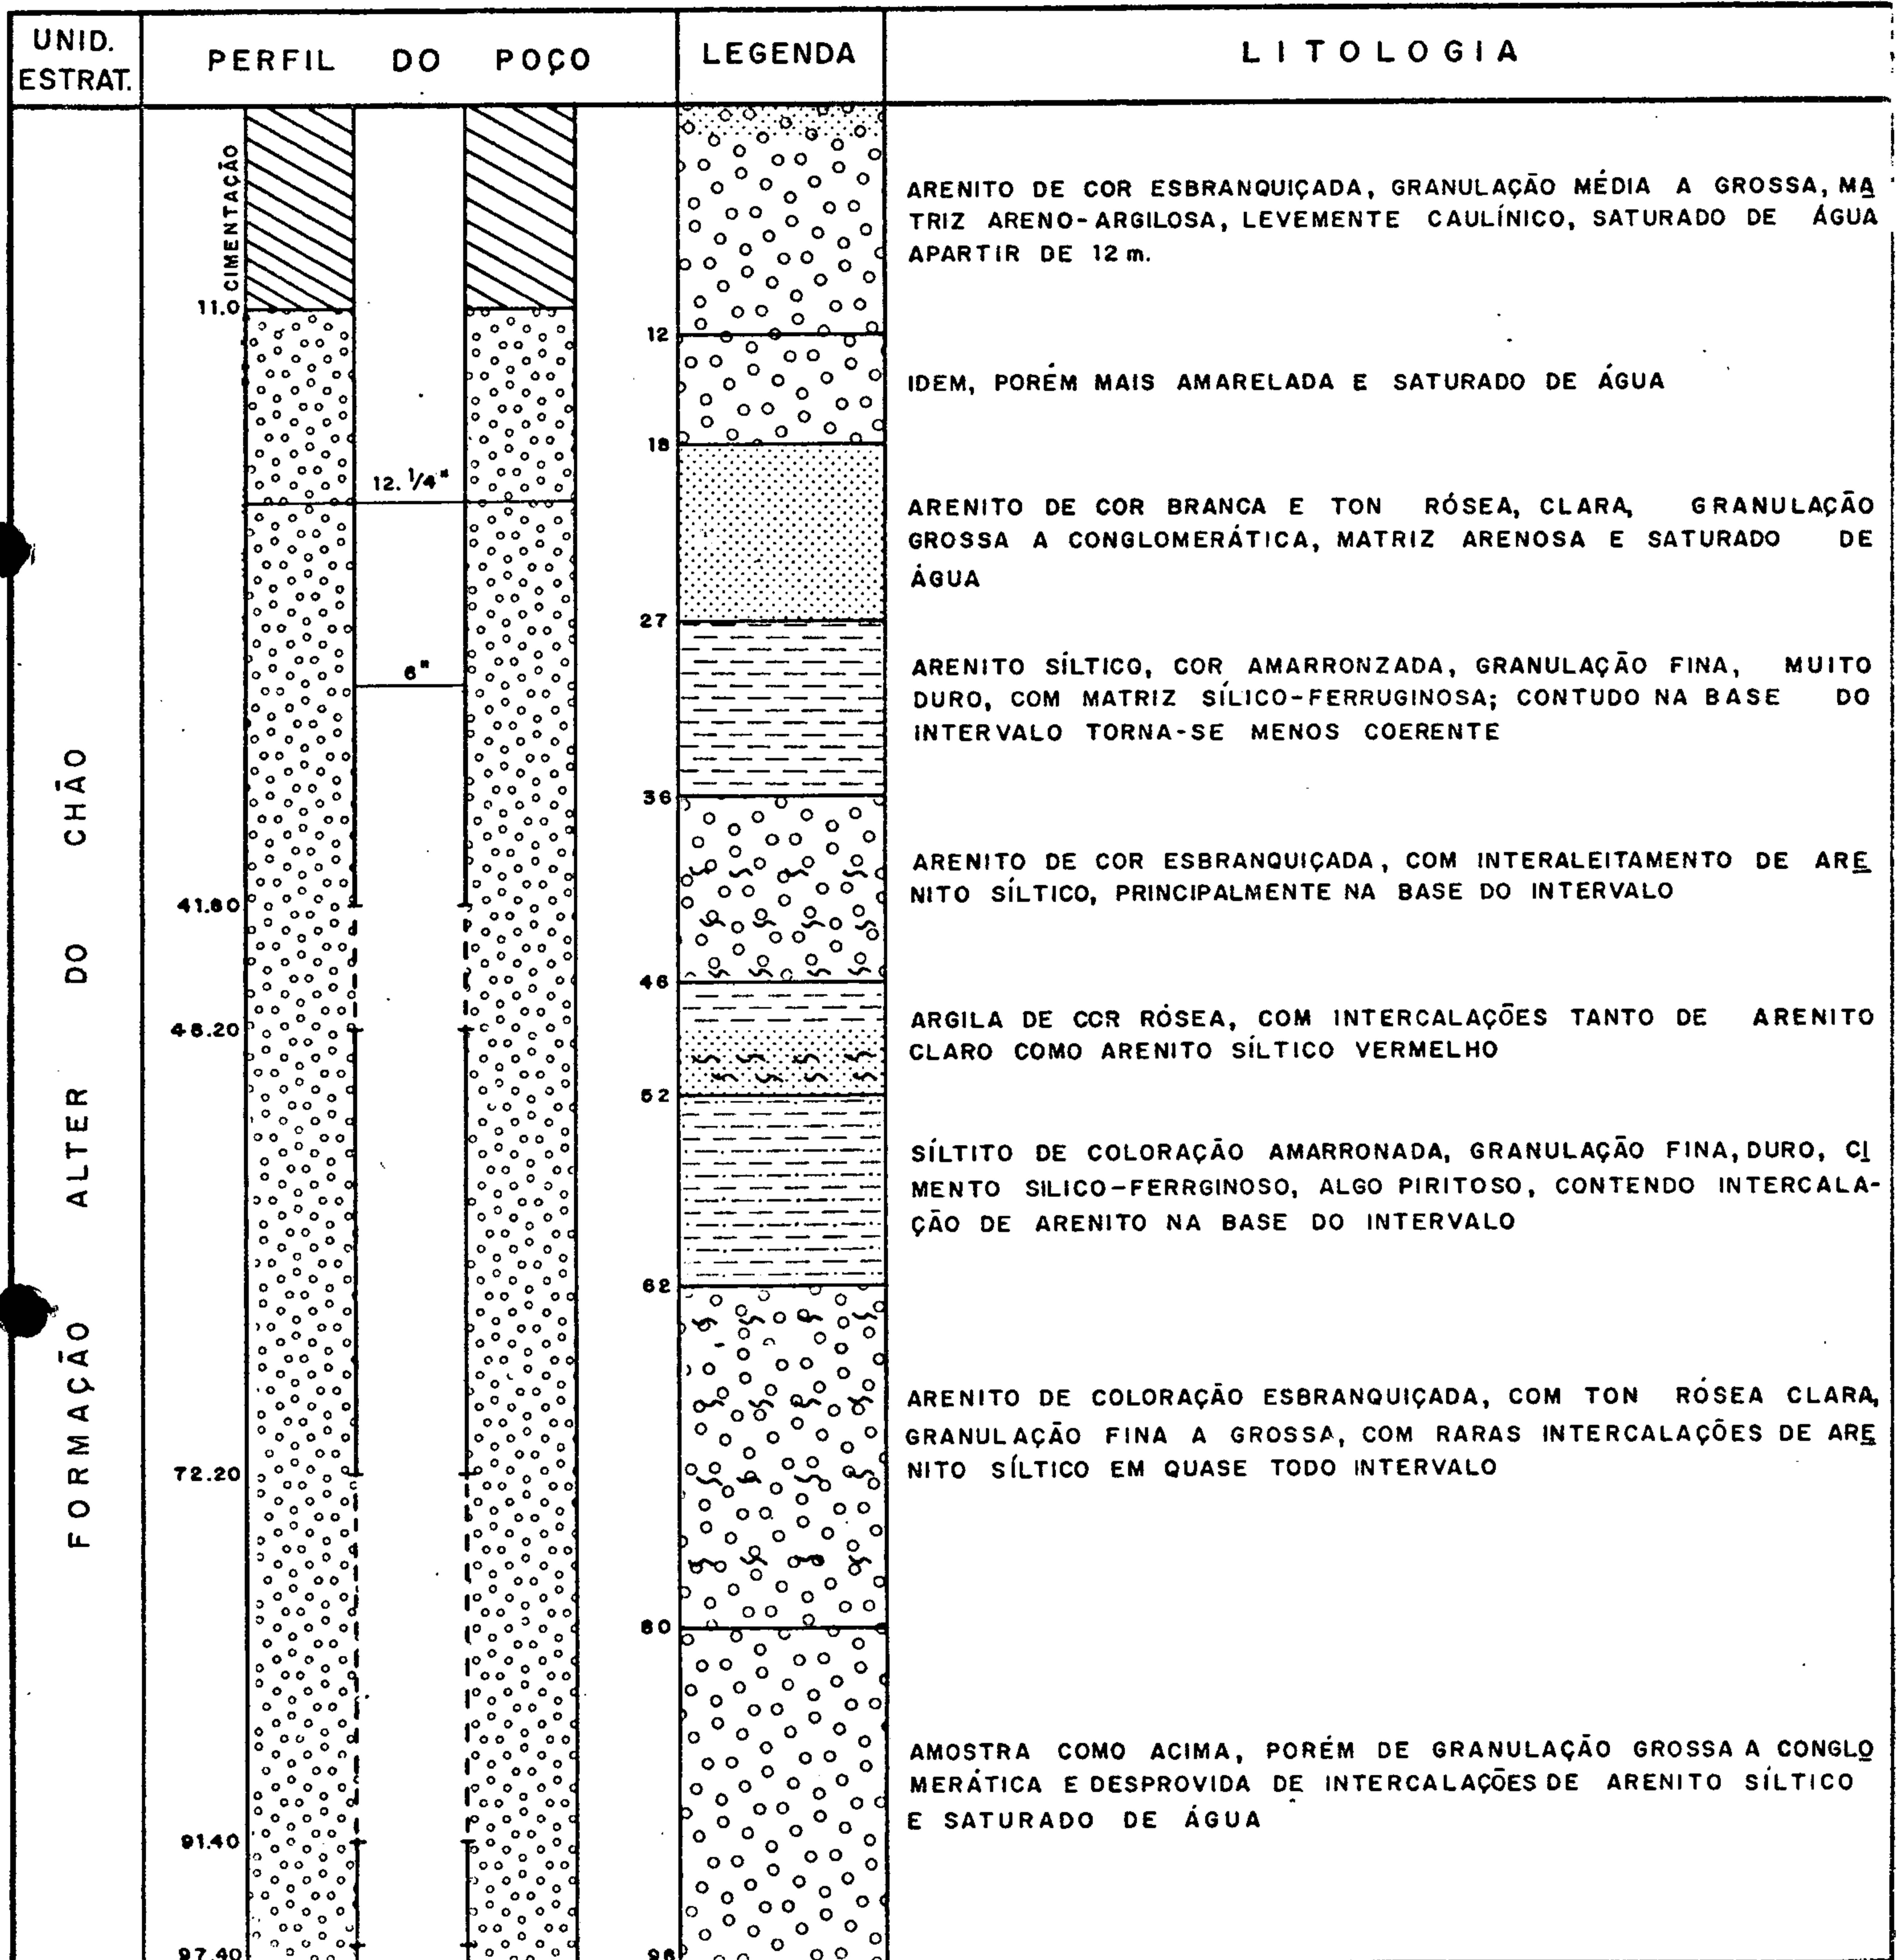 UNID.
ESTRAT.
PERFIL DO POÇO
LEGENDA
LITOLOGIA
FORMAÇÃO ALTER DO CHÃO
CIMENTAÇÃO
11.0
12. 1/4"
6"
41.80
48.20
72.20
91.40
97.40
12
18
27
36
46
52
62
80
98
ARENITO DE COR ESBRANQUIÇADA, GRANULAÇÃO MÉDIA A GROSSA, MA
TRIZ ARENO-ARGILOSA, LEVEMENTE CAULÍNICO, SATURADO DE ÁGUA
APARTIR DE 12 m.
IDEM, PORÉM MAIS AMARELADA E SATURADO DE ÁGUA
ARENITO DE COR BRANCA E TON RÓSEA, CLARA, GRANULAÇÃO
GROSSA A CONGLOMERÁTICA, MATRIZ ARENOSA E SATURADO DE
ÁGUA
ARENITO SÍLTICO, COR AMARRONZADA, GRANULAÇÃO FINA, MUITO
DURO, COM MATRIZ SÍLICO-FERRUGINOSA; CONTUDO NA BASE DO
INTERVALO TORNA-SE MENOS COERENTE
ARENITO DE COR ESBRANQUIÇADA, COM INTERALEITAMENTO DE ARE
NITO SÍLTICO, PRINCIPALMENTE NA BASE DO INTERVALO
ARGILA DE COR RÓSEA, COM INTERCALAÇÕES TANTO DE ARENITO
CLARO COMO ARENITO SÍLTICO VERMELHO
SÍLTITO DE COLORAÇÃO AMARRONADA, GRANULAÇÃO FINA, DURO, CI
MENTO SILICO-FERRGINOSO, ALGO PIRITOSO, CONTENDO INTERCALA-
ÇÃO DE ARENITO NA BASE DO INTERVALO
ARENITO DE COLORAÇÃO ESBRANQUIÇADA, COM TON RÓSEA CLARA,
GRANULAÇÃO FINA A GROSSA, COM RARAS INTERCALAÇÕES DE ARE
NITO SÍLTICO EM QUASE TODO INTERVALO
AMOSTRA COMO ACIMA, PORÉM DE GRANULAÇÃO GROSSA A CONGLO
MERÁTICA E DESPROVIDA DE INTERCALAÇÕES DE ARENITO SÍLTICO
E SATURADO DE ÁGUA